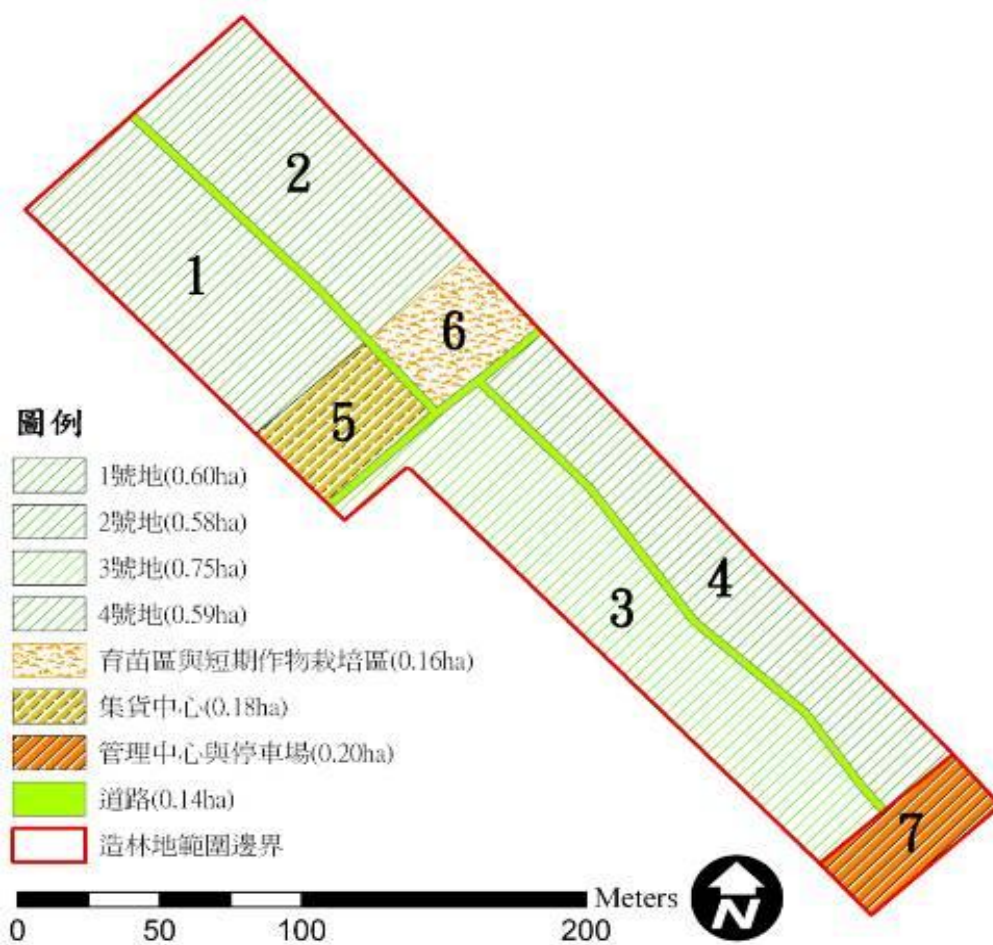 2
1
6
5
圖例
1號地(0.60ha)
2號地(0.58ha)
3號地(0.75ha)
4號地(0.59ha)
育苗區與短期作物栽培區(0.16ha)
集貨中心(0.18ha)
管理中心與停車場(0.20ha)
道路(0.14ha)
造林地範圍邊界
4
3
7
Meters
0 50 100 200
N